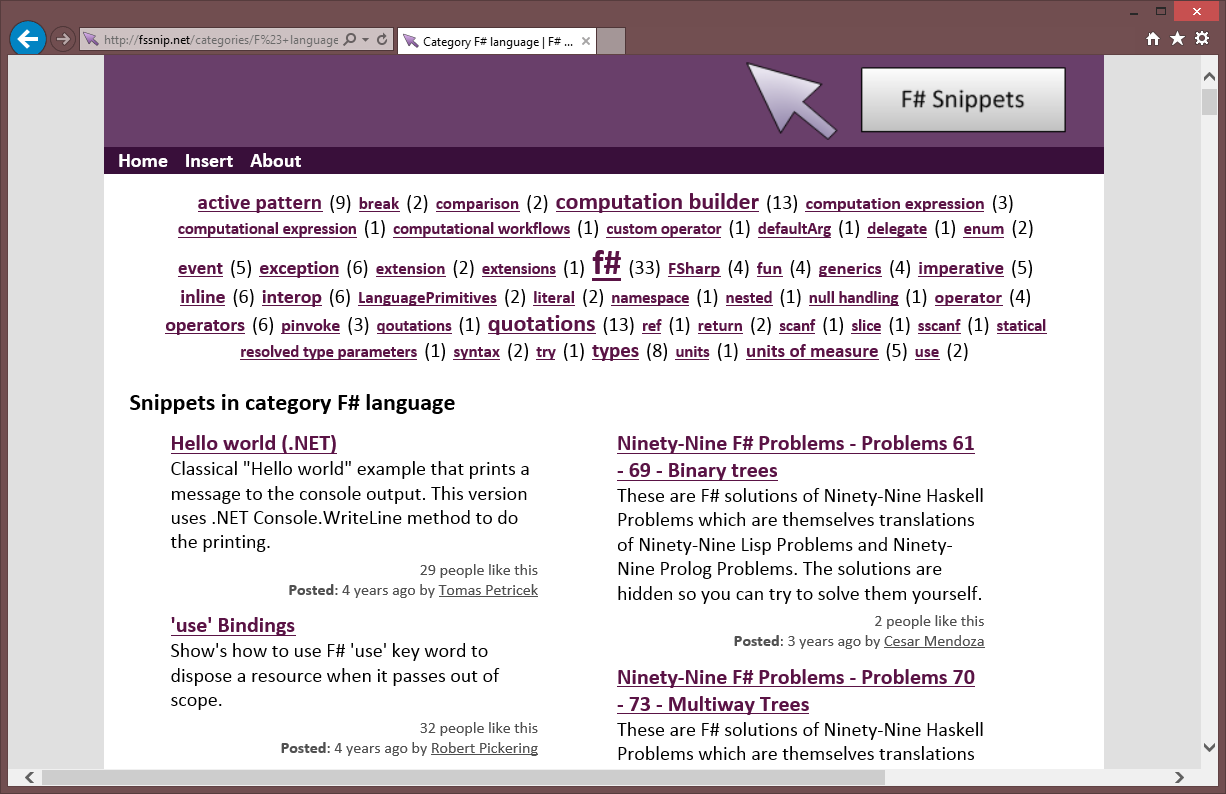 http://fssnip.net/categories/F%23+language
Category F# language | F# ...
F# Snippets
Home Insert About
active pattern (9) break (2) comparison (2) computation builder (13) computation expression (3)
computational expression (1) computational workflows (1) custom operator (1) defaultArg (1) delegate (1) enum (2)
event (5) exception (6) extension (2) extensions (1) f# (33) FSharp (4) fun (4) generics (4) imperative (5)
inline (6) interop (6) LanguagePrimitives (2) literal (2) namespace (1) nested (1) null handling (1) operator (4)
operators (6) pinvoke (3) qoutations (1) quotations (13) ref (1) return (2) scanf (1) slice (1) sscanf (1) statical
resolved type parameters (1) syntax (2) try (1) types (8) units (1) units of measure (5) use (2)
Snippets in category F# language
Hello world (.NET)
Classical "Hello world" example that prints a
message to the console output. This version
uses .NET Console.WriteLine method to do
the printing.
29 people like this
Posted: 4 years ago by Tomas Petricek
'use' Bindings
Show's how to use F# 'use' key word to
dispose a resource when it passes out of
scope.
32 people like this
Posted: 4 years ago by Robert Pickering
Ninety-Nine F# Problems - Problems 61
- 69 - Binary trees
These are F# solutions of Ninety-Nine Haskell
Problems which are themselves translations
of Ninety-Nine Lisp Problems and Ninety-
Nine Prolog Problems. The solutions are
hidden so you can try to solve them yourself.
2 people like this
Posted: 3 years ago by Cesar Mendoza
Ninety-Nine F# Problems - Problems 70
- 73 - Multiway Trees
These are F# solutions of Ninety-Nine Haskell
Problems which are themselves translations